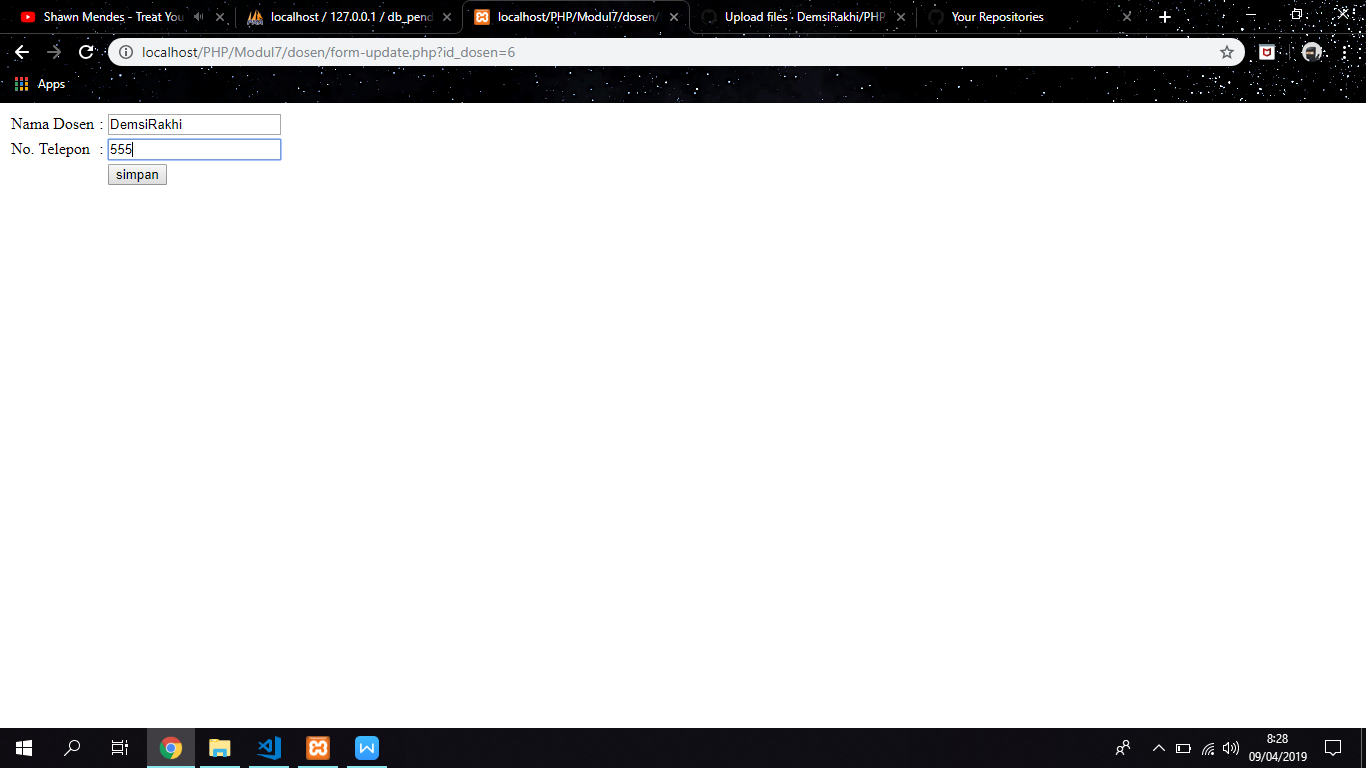 Shawn Mendes - Treat You
localhost / 127.0.0.1 / db_pend
localhost/PHP/Modul7/dosen/
Upload files · DemsiRakhi/PHP
Your Repositories
localhost/PHP/Modul7/dosen/form-update.php?id_dosen=6
Apps
Nama Dosen : DemsiRakhi
No. Telepon : 555
simpan
8:28
09/04/2019